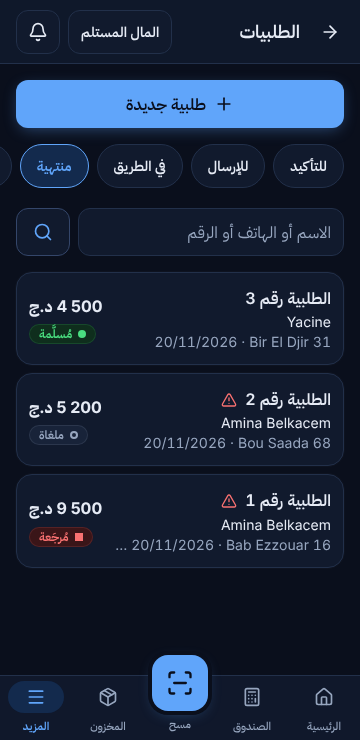 الطلبيات
المال المستلم
طلبية جديدة
للتأكيد
للإرسال
في الطريق
منتهية
الاسم أو الهاتف أو الرقم
الطلبية رقم 3
4 500 د.ج
Yacine
مُسلَّمة
20/11/2026 · Bir El Djir 31
الطلبية رقم 2
5 200 د.ج
Amina Belkacem
ملغاة
20/11/2026 · Bou Saada 68
الطلبية رقم 1
9 500 د.ج
Amina Belkacem
مُرجَعة
... 20/11/2026 · Bab Ezzouar 16
الرئيسية
الصندوق
مسح
المخزون
المزيد